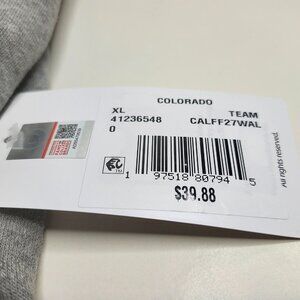 COLORADO
XL TEAM
41236548 CALFF27WAL
0
1 97518 80794 5
$39.88
All rights reserved.